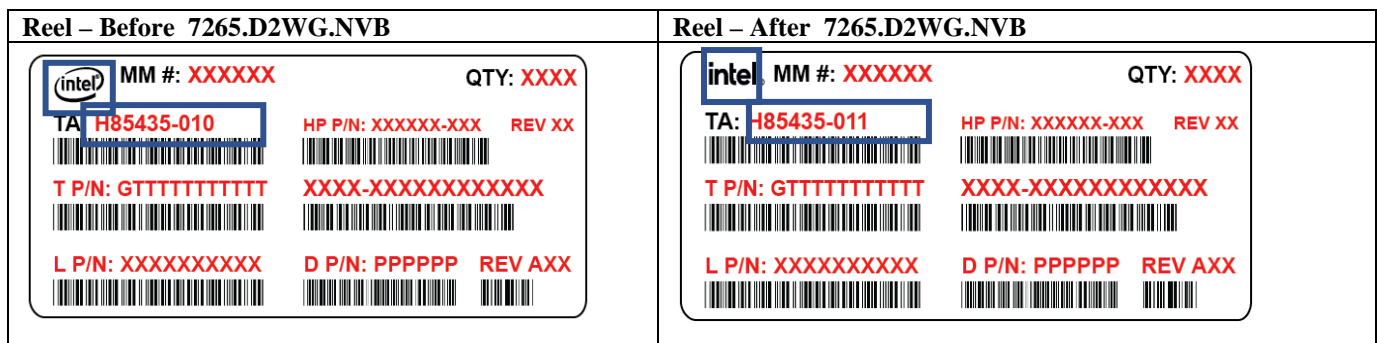 Reel – Before 7265.D2WG.NVB
intel® MM #: XXXXXX QTY: XXXX
TA: H85435-010 HP P/N: XXXXXX-XXX REV XX
T P/N: GTTTTTTTTTTT XXXX-XXXXXXXXXXXX
L P/N: XXXXXXXXXX D P/N: PPPPPP REV AXX
Reel – After 7265.D2WG.NVB
intel® MM #: XXXXXX QTY: XXXX
TA: H85435-011 HP P/N: XXXXXX-XXX REV XX
T P/N: GTTTTTTTTTTT XXXX-XXXXXXXXXXXX
L P/N: XXXXXXXXXX D P/N: PPPPPP REV AXX